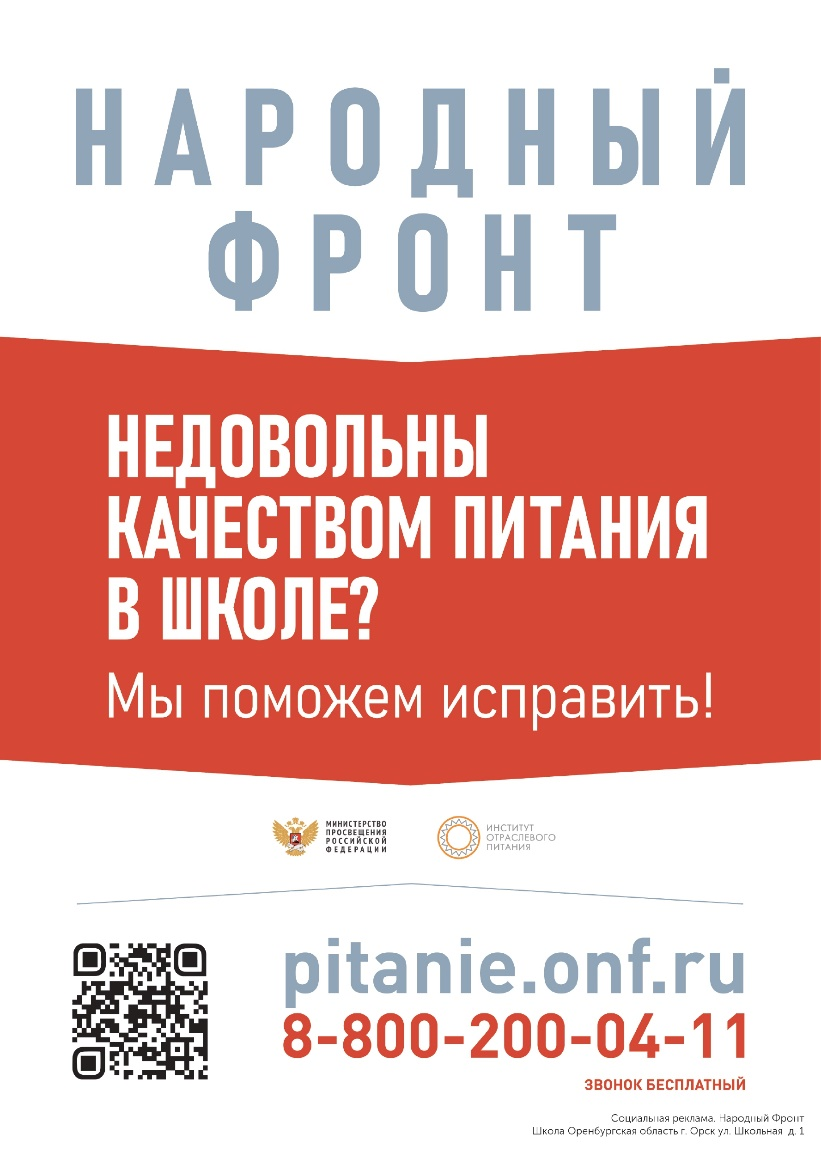 НАРОДНЫЙ
ФРОНТ
НЕДОВОЛЬНЫ
КАЧЕСТВОМ ПИТАНИЯ
В ШКОЛЕ?
Мы поможем исправить!
МИНИСТЕРСТВО
ПРОСВЕЩЕНИЯ
РОССИЙСКОЙ
ФЕДЕРАЦИИ
ИНСТИТУТ
ОТРАСЛЕВОГО
ПИТАНИЯ
pitanie.onf.ru
8-800-200-04-11
ЗВОНОК БЕСПЛАТНЫЙ
Социальная реклама. Народный Фронт
Школа Оренбургская область г. Орск ул. Школьная д. 1